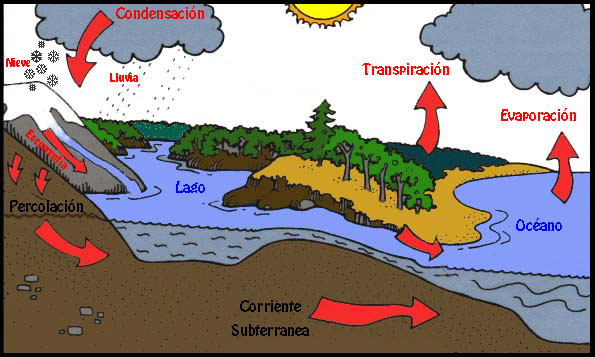 Condensación
Nieve
Lluvia
Transpiración
Evaporación
Escorrentía
Percolación
Lago
Océano
Corriente
Subterranea